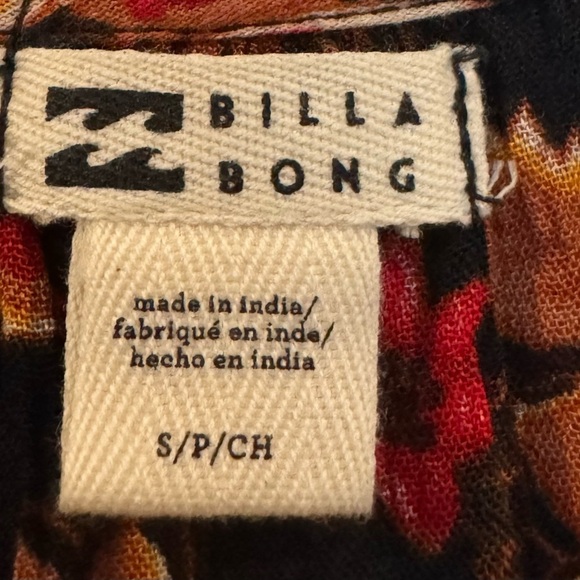 BILLA
BONG
made in india/
fabriqué en inde/
hecho en india
S/P/CH